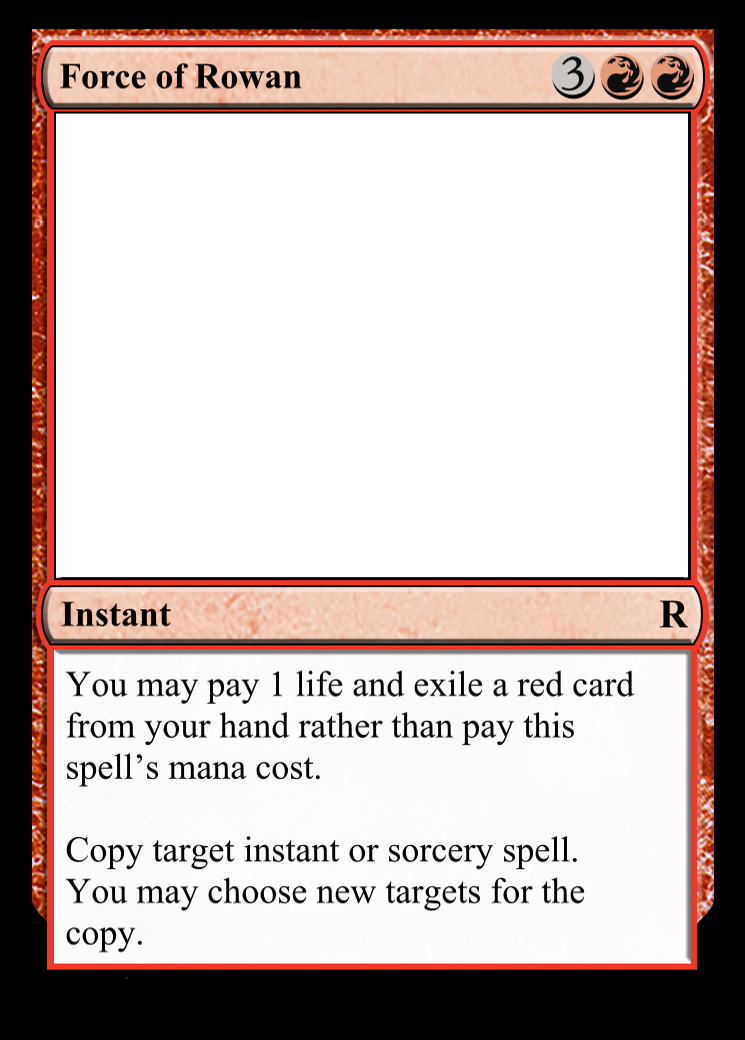 Force of Rowan 3
Instant R
You may pay 1 life and exile a red card
from your hand rather than pay this
spell’s mana cost.
Copy target instant or sorcery spell.
You may choose new targets for the
copy.